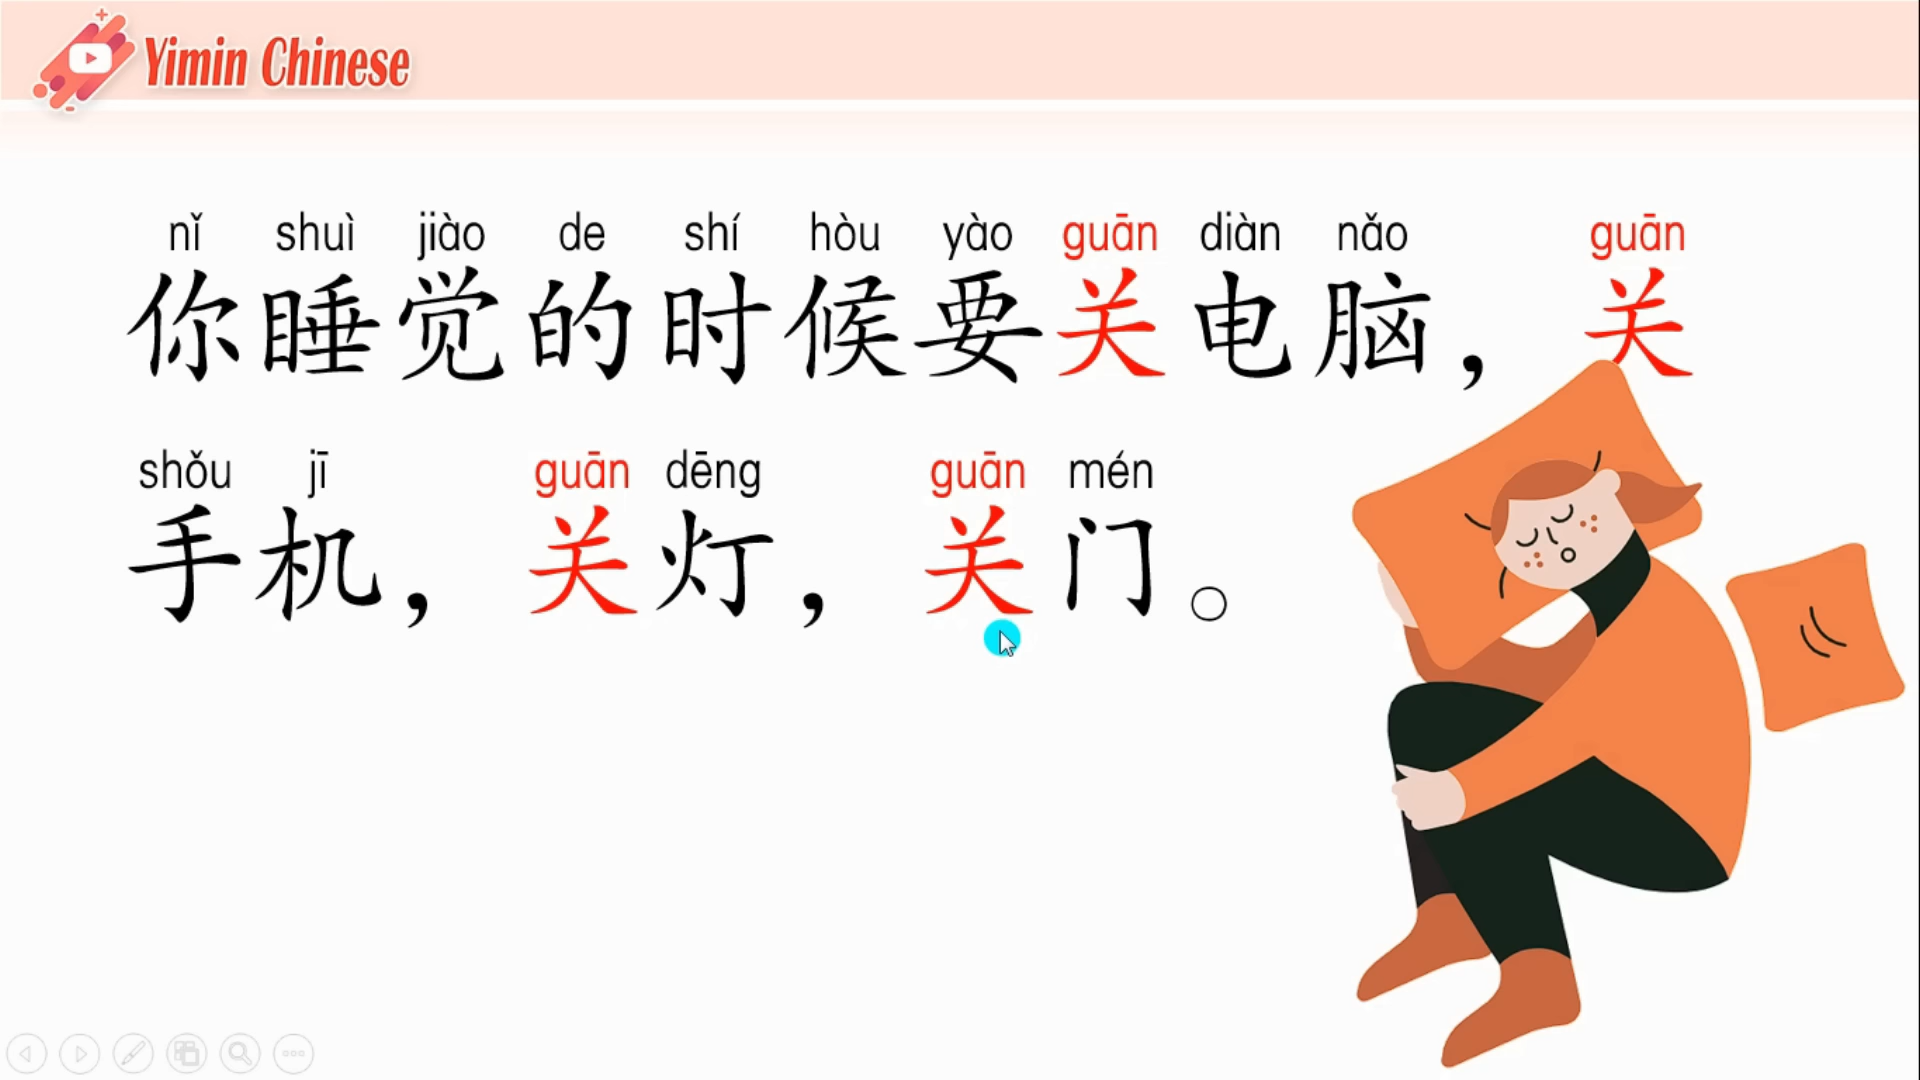 Yimin Chinese
nǐ shuì jiào de shí hòu yào guān diàn nǎo guān
你睡觉的时候要关电脑，关
shǒu jī guān dēng guān mén
手机，关灯，关门。